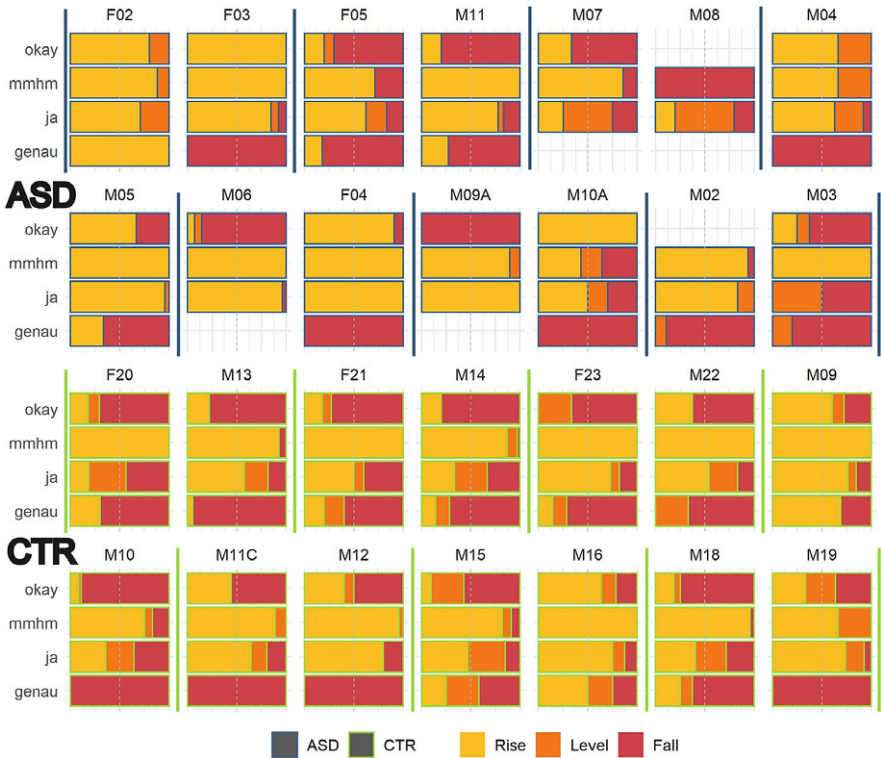 F02 F03 F05 M11 M07 M08 M04
okay
mmhm
ja
genau
ASD
M05 M06 F04 M09A M10A M02 M03
okay
mmhm
ja
genau
F20 M13 F21 M14 F23 M22 M09
okay
mmhm
ja
genau
CTR
M10 M11C M12 M15 M16 M18 M19
okay
mmhm
ja
genau
ASD CTR Rise Level Fall